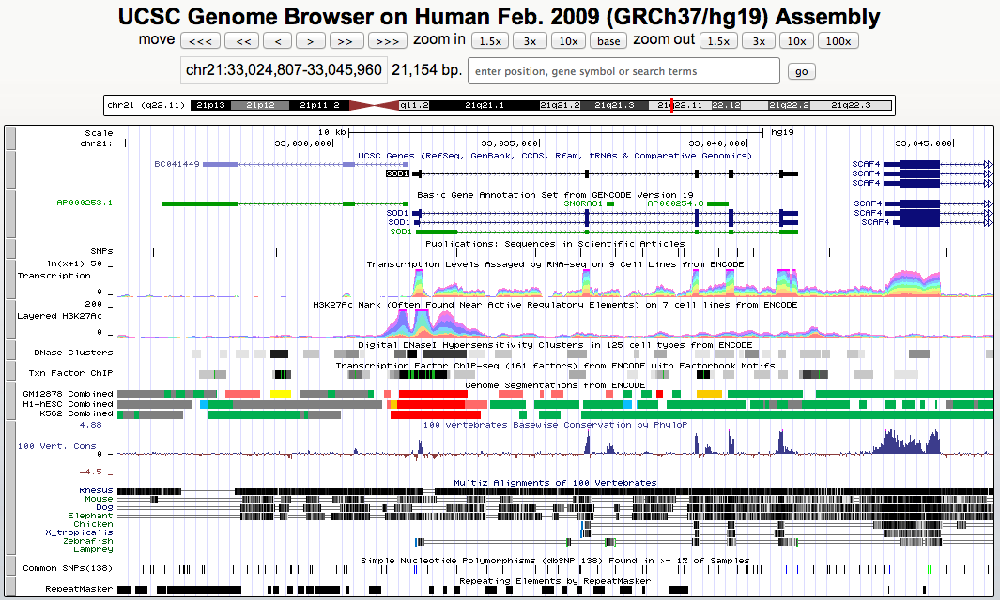 UCSC Genome Browser on Human Feb. 2009 (GRCh37/hg19) Assembly
move <<< << < > >> >>> zoom in 1.5x 3x 10x base zoom out 1.5x 3x 10x 100x
chr21:33,024,807-33,045,960 21,154 bp. enter position, gene symbol or search terms go
chr21 (q22.11) 21p13 21p12 21p11.2 q11.2 21q21.1 21q21.2 21q21.3 21q22.11 22.12 21q22.2 21q22.3
Scale 10 kb hg19
chr21: 33,030,000 33,035,000 33,040,000 33,045,000
UCSC Genes (RefSeq, GenBank, CCDS, Rfam, tRNAs & Comparative Genomics)
BC041449 SCAF4
SOD1 SCAF4
SCAF4
Basic Gene Annotation Set from GENCODE Version 19
AP000253.1 SNORA81 AP000254.8 SCAF4
SOD1 SCAF4
SOD1 SCAF4
SOD1
Publications: Sequences in Scientific Articles
SNPs
ln(x+1) 50 _ Transcription Levels Assayed by RNA-seq on 9 Cell Lines from ENCODE
Transcription
0 _
200 _ H3K27Ac Mark (Often Found Near Active Regulatory Elements) on 7 cell lines from ENCODE
Layered H3K27Ac
0 _
Digital DNaseI Hypersensitivity Clusters in 125 cell types from ENCODE
DNase Clusters
Transcription Factor ChIP-seq (161 factors) from ENCODE with Factorbook Motifs
Txn Factor ChIP
Genome Segmentations from ENCODE
GM12878 Combined
H1-hESC Combined
K562 Combined
4.88 _ 100 vertebrates Basewise Conservation by PhyloP
100 Vert. Cons
0 -
-4.5 _
Multiz Alignments of 100 Vertebrates
Rhesus
Mouse
Dog
Elephant
Chicken
X_tropicalis
Zebrafish
Lamprey
Simple Nucleotide Polymorphisms (dbSNP 138) Found in >= 1% of Samples
Common SNPs(138)
Repeating Elements by RepeatMasker
RepeatMasker